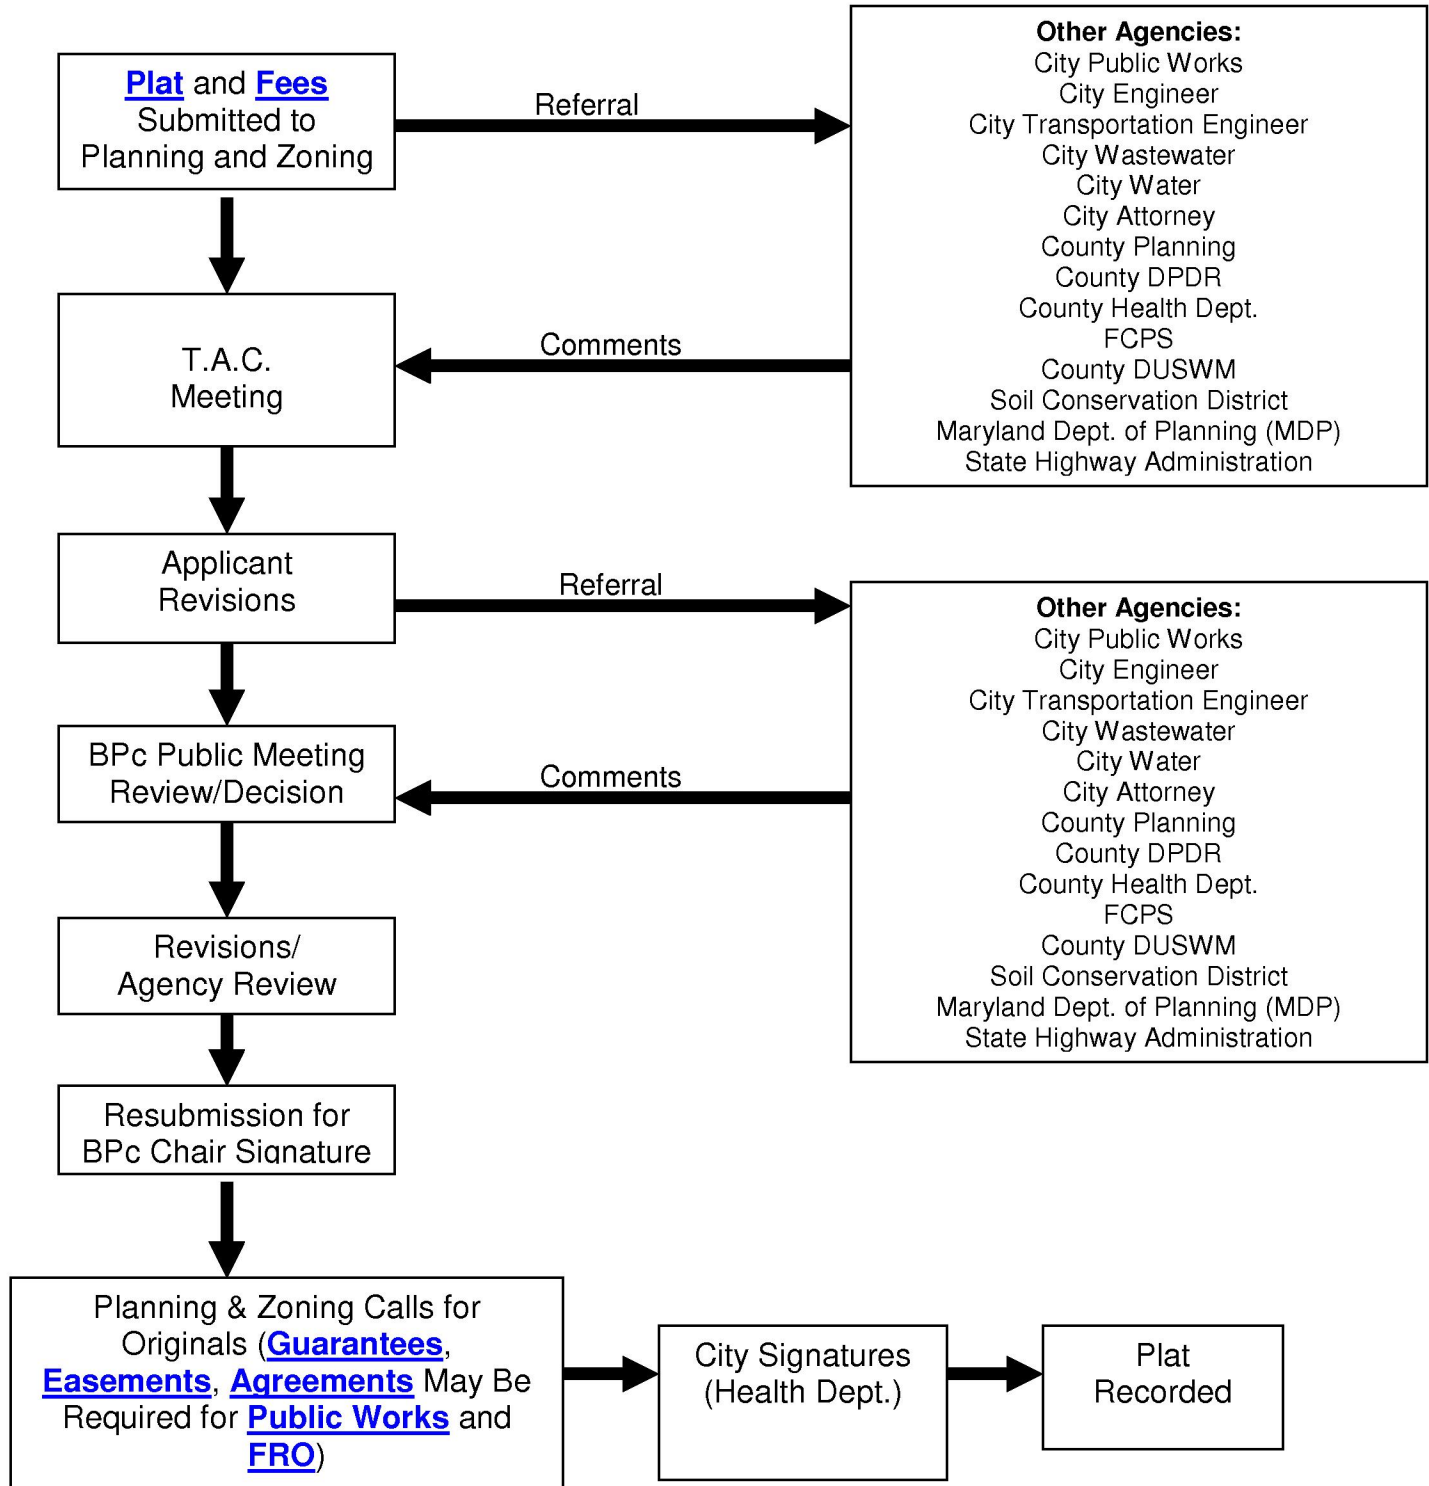 Plat and Fees
Submitted to
Planning and Zoning
Referral
Other Agencies:
City Public Works
City Engineer
City Transportation Engineer
City Wastewater
City Water
City Attorney
County Planning
County DPDR
County Health Dept.
FCPS
County DUSWM
Soil Conservation District
Maryland Dept. of Planning (MDP)
State Highway Administration
T.A.C.
Meeting
Comments
Applicant
Revisions
Referral
Other Agencies:
City Public Works
City Engineer
City Transportation Engineer
City Wastewater
City Water
City Attorney
County Planning
County DPDR
County Health Dept.
FCPS
County DUSWM
Soil Conservation District
Maryland Dept. of Planning (MDP)
State Highway Administration
BPc Public Meeting
Review/Decision
Comments
Revisions/
Agency Review
Resubmission for
BPc Chair Signature
Planning & Zoning Calls for
Originals (Guarantees,
Easements, Agreements May Be
Required for Public Works and
FRO)
City Signatures
(Health Dept.)
Plat
Recorded